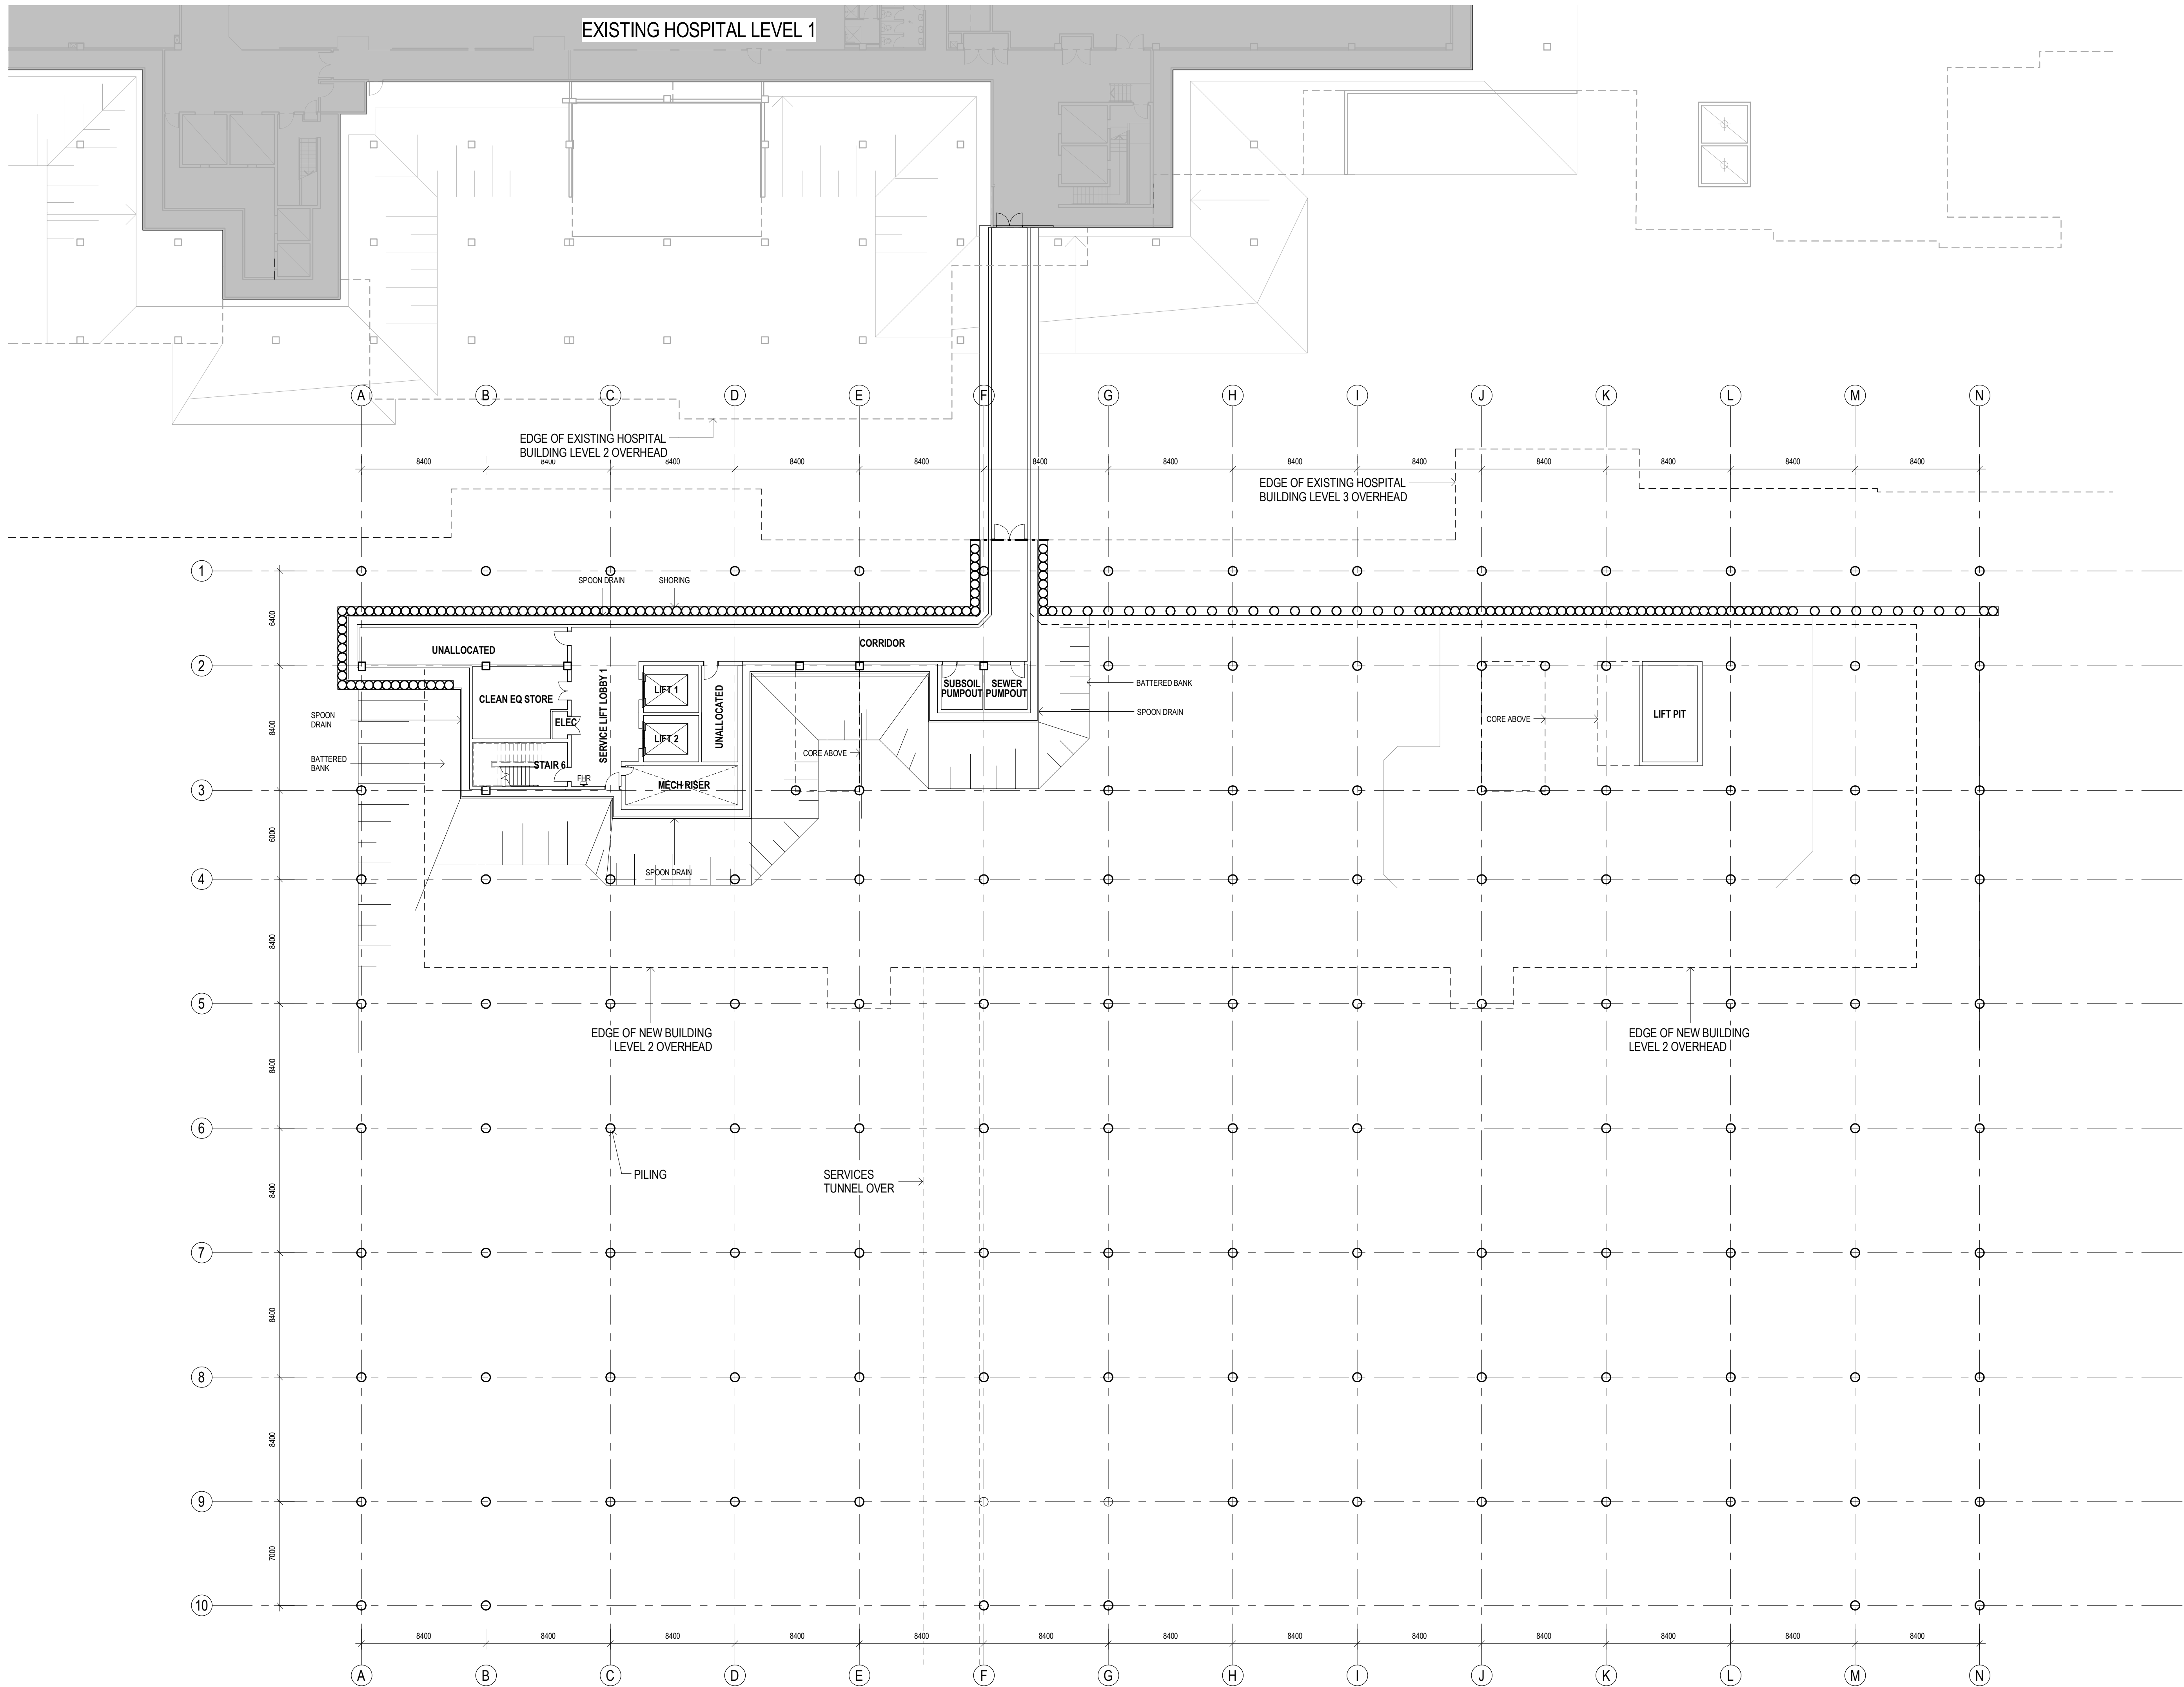 EXISTING HOSPITAL LEVEL 1
A B C D E F G H I J K L M N
EDGE OF EXISTING HOSPITAL
BUILDING LEVEL 2 OVERHEAD
8400 8400 8400 8400 8400 8400 8400 8400 8400 8400 8400 8400 8400
EDGE OF EXISTING HOSPITAL
BUILDING LEVEL 3 OVERHEAD
1
SPOON DRAIN
SHORING
6400
UNALLOCATED
CORRIDOR
2
CLEAN EQ STORE
ELEC
SERVICE LIFT LOBBY 1
LIFT 1
LIFT 2
UNALLOCATED
SUBSOIL
PUMPOUT
SEWER
PUMPOUT
BATTERED BANK
SPOON DRAIN
CORE ABOVE
LIFT PIT
SPOON
DRAIN
8400
BATTERED
BANK
STAIR 6
FHR
MECH RISER
CORE ABOVE
3
6000
SPOON DRAIN
4
8400
5
EDGE OF NEW BUILDING
LEVEL 2 OVERHEAD
EDGE OF NEW BUILDING
LEVEL 2 OVERHEAD
8400
6
PILING
SERVICES
TUNNEL OVER
8400
7
8400
8
8400
9
7000
10
8400 8400 8400 8400 8400 8400 8400 8400 8400 8400 8400 8400 8400
A B C D E F G H I J K L M N